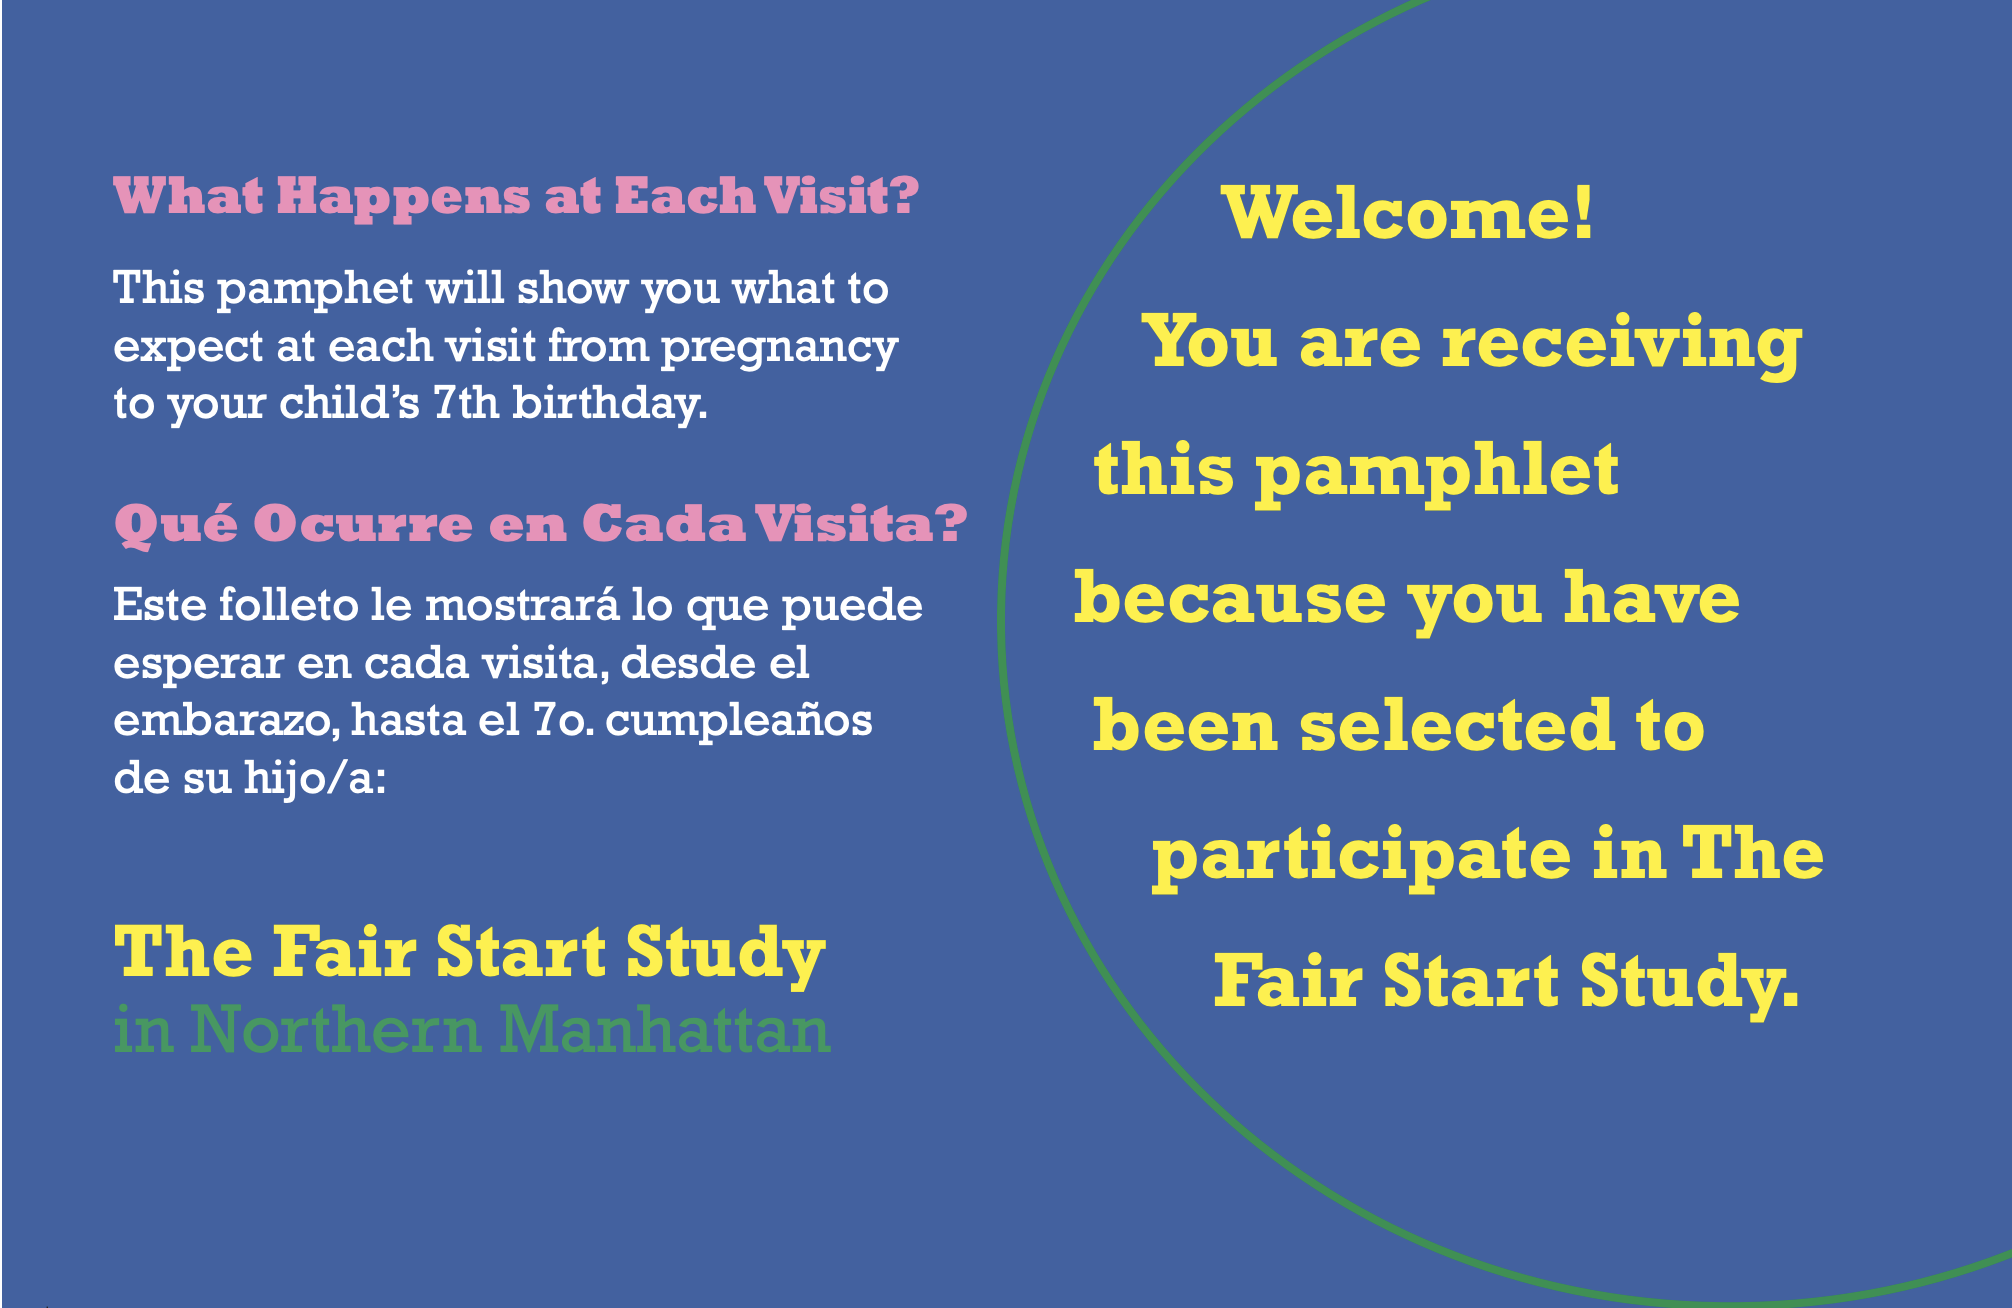 What Happens at Each Visit?
This pamphet will show you what to
expect at each visit from pregnancy
to your child’s 7th birthday.
Qué Ocurre en Cada Visita?
Este folleto le mostrará lo que puede
esperar en cada visita, desde el
embarazo, hasta el 7o. cumpleaños
de su hijo/a:
The Fair Start Study
in Northern Manhattan
Welcome!
You are receiving
this pamphlet
because you have
been selected to
participate in The
Fair Start Study.